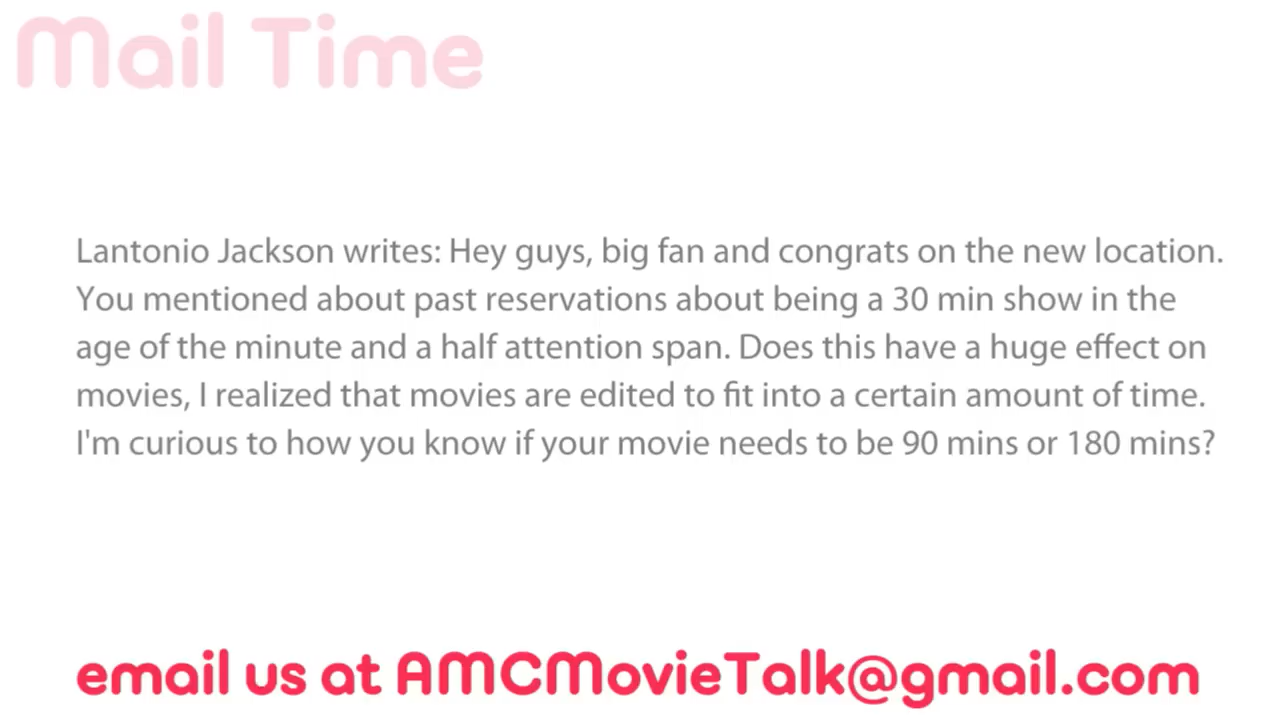 Mail Time
Lantonio Jackson writes: Hey guys, big fan and congrats on the new location.
You mentioned about past reservations about being a 30 min show in the
age of the minute and a half attention span. Does this have a huge effect on
movies, I realized that movies are edited to fit into a certain amount of time.
I'm curious to how you know if your movie needs to be 90 mins or 180 mins?
email us at AMCMovieTalk@gmail.com